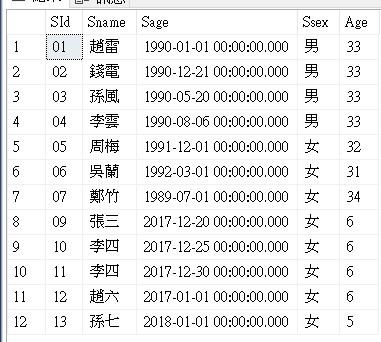 SId Sname Sage Ssex Age
1 01 趙雷 1990-01-01 00:00:00.000 男 33
2 02 錢電 1990-12-21 00:00:00.000 男 33
3 03 孫風 1990-05-20 00:00:00.000 男 33
4 04 李雲 1990-08-06 00:00:00.000 男 33
5 05 周梅 1991-12-01 00:00:00.000 女 32
6 06 吳蘭 1992-03-01 00:00:00.000 女 31
7 07 鄭竹 1989-07-01 00:00:00.000 女 34
8 09 張三 2017-12-20 00:00:00.000 女 6
9 10 李四 2017-12-25 00:00:00.000 女 6
10 11 李四 2017-12-30 00:00:00.000 女 6
11 12 趙六 2017-01-01 00:00:00.000 女 6
12 13 孫七 2018-01-01 00:00:00.000 女 5